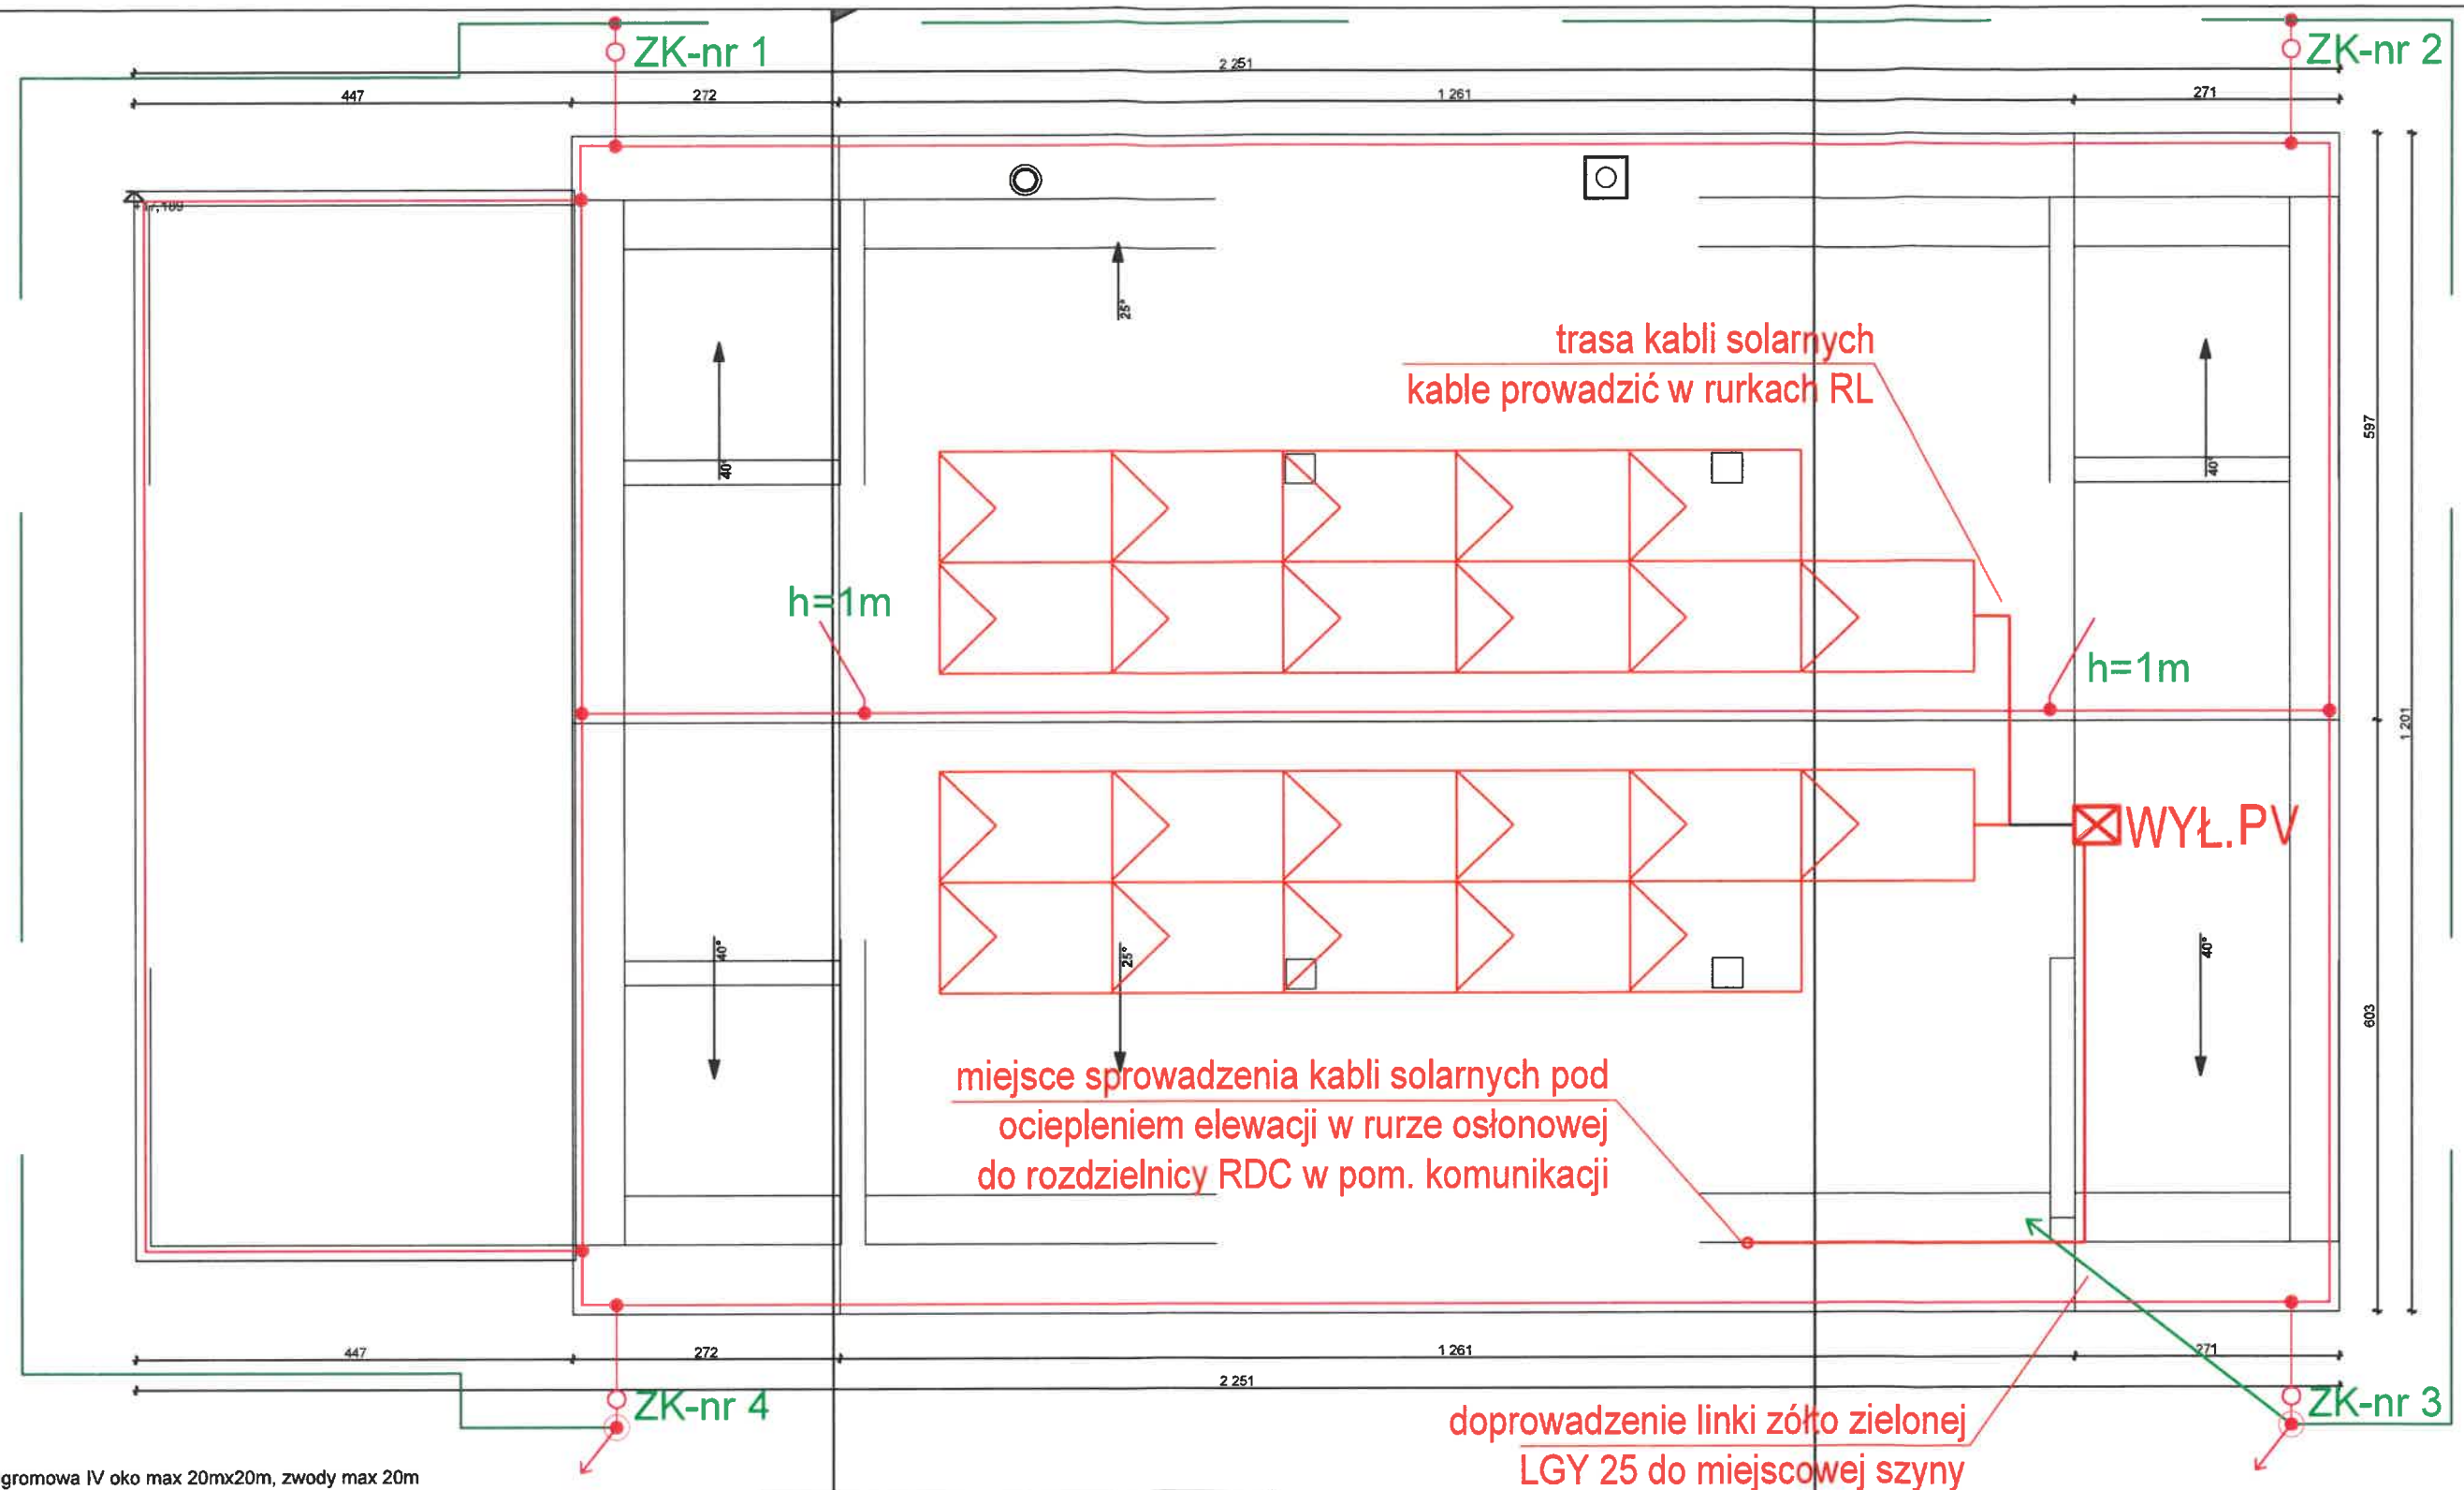 ZK-nr 1
ZK-nr 2
2 251
447
272
1 261
271
25°
trasa kabli solarnych
kable prowadzić w rurkach RL
597
40°
40°
h=1m
h=1m
1 201
WYŁ.PV
40°
25°
40°
603
miejsce sprowadzenia kabli solarnych pod
ociepleniem elewacji w rurze osłonowej
do rozdzielnicy RDC w pom. komunikacji
447
272
1 261
271
2 251
ZK-nr 4
ZK-nr 3
doprowadzenie linki zółto zielonej
LGY 25 do miejscowej szyny
gromowa IV oko max 20mx20m, zwody max 20m